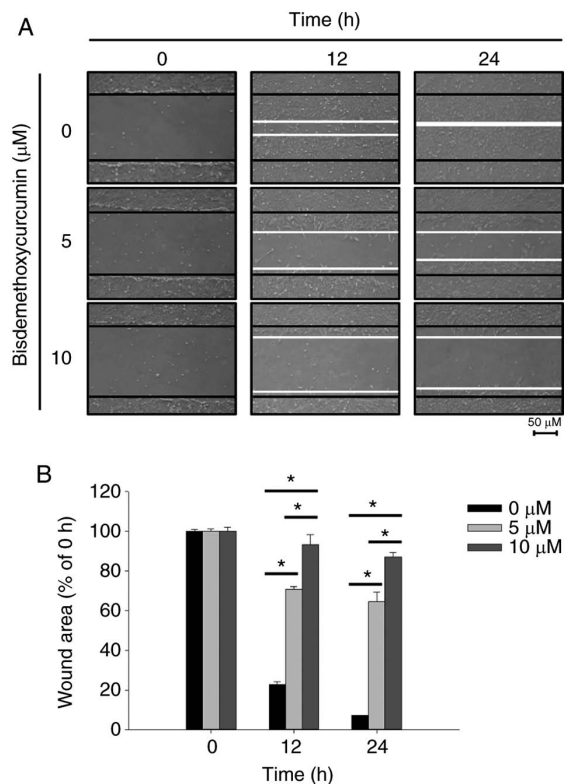 A
Time (h)
0 12 24
Bisdemethoxycurcumin (μM)
0
5
10
50 μM
B
Wound area (% of 0 h)
120
100
80
60
40
20
0
* * *
* * *
0 μM
5 μM
10 μM
0 12 24
Time (h)